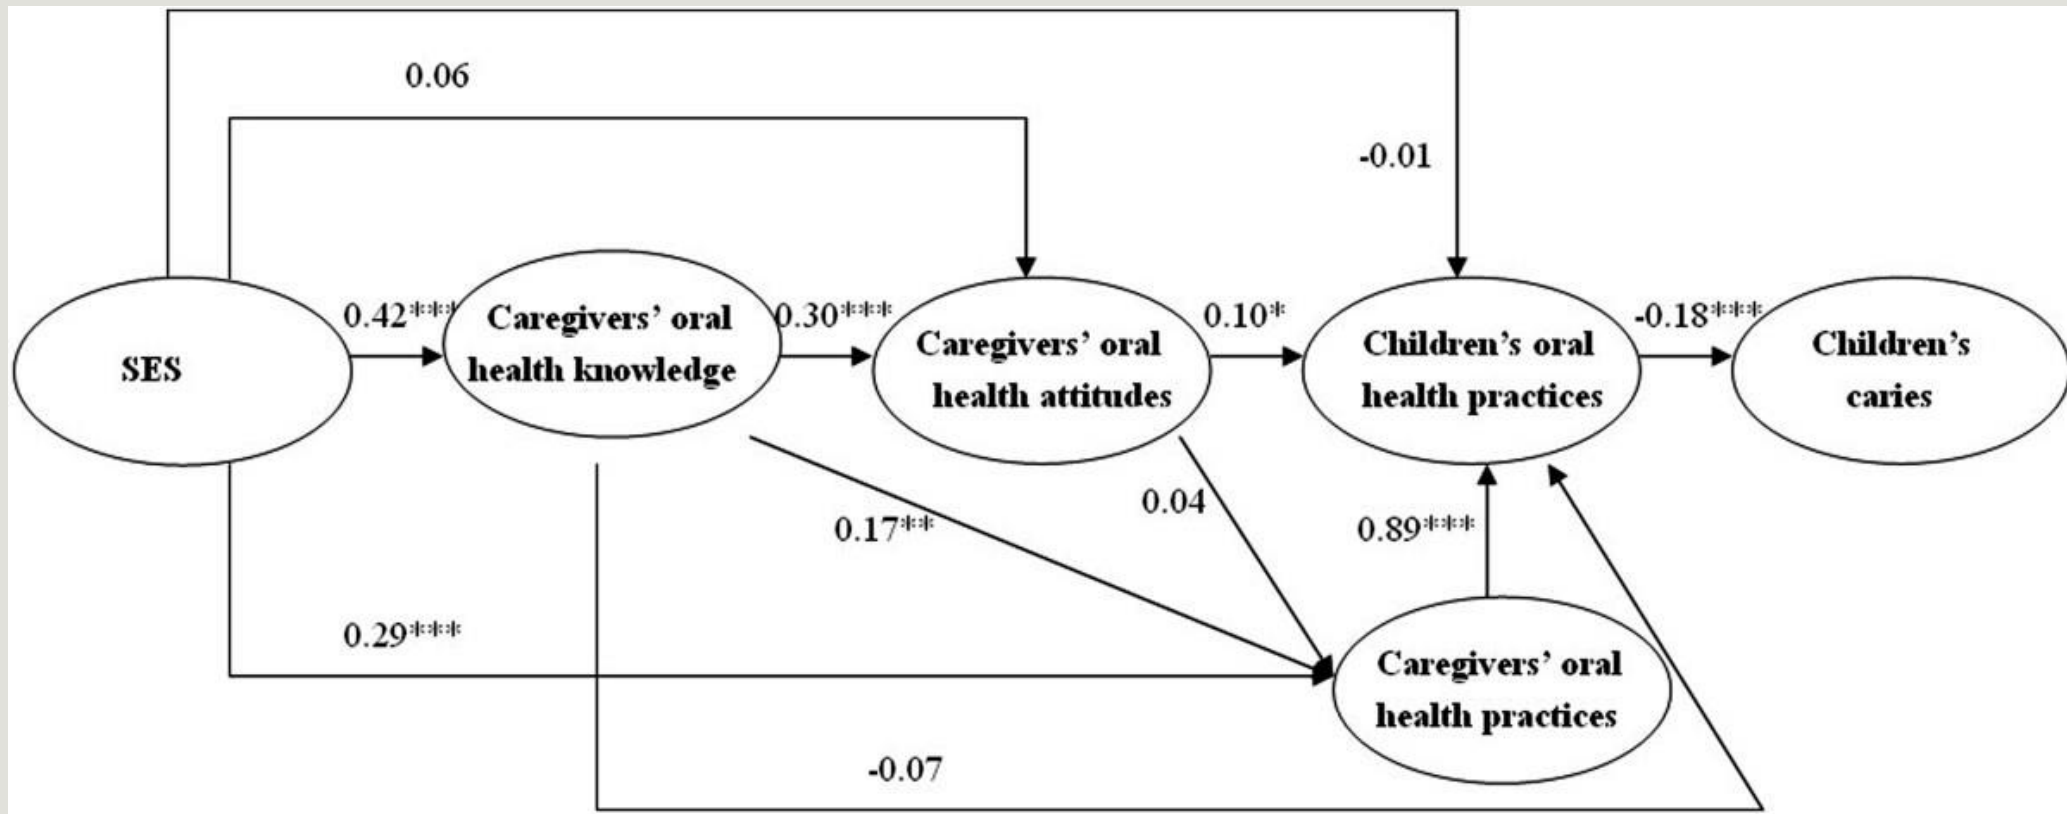 0.06
-0.01
0.42***
0.30***
0.10*
-0.18***
SES
Caregivers’ oral
health knowledge
Caregivers’ oral
health attitudes
Children’s oral
health practices
Children’s
caries
0.17**
0.04
0.89***
0.29***
Caregivers’ oral
health practices
-0.07